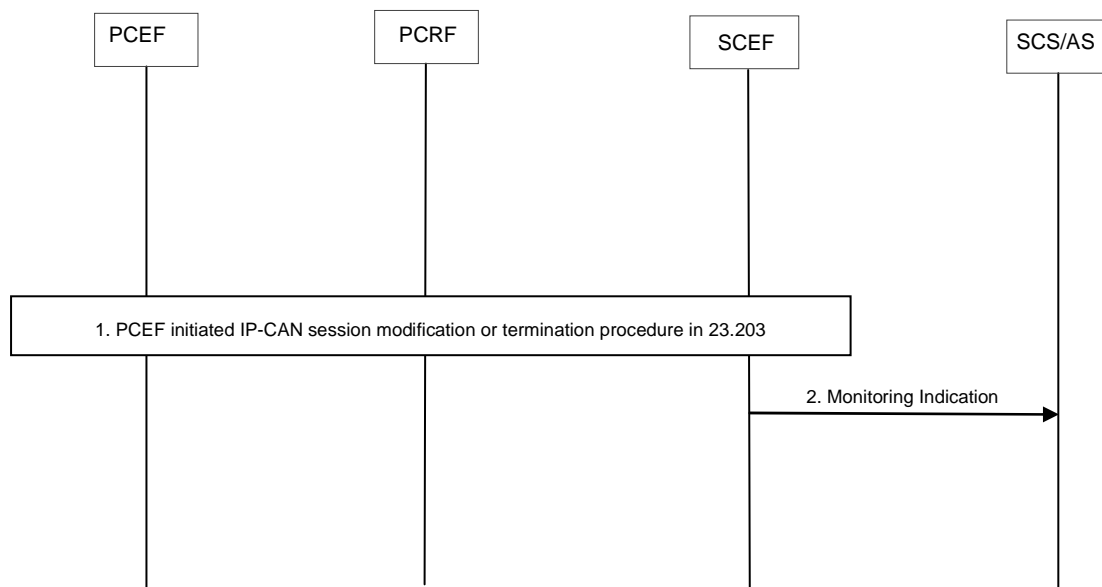 PCEF
PCRF
SCEF
SCS/AS
1. PCEF initiated IP-CAN session modification or termination procedure in 23.203
2. Monitoring Indication